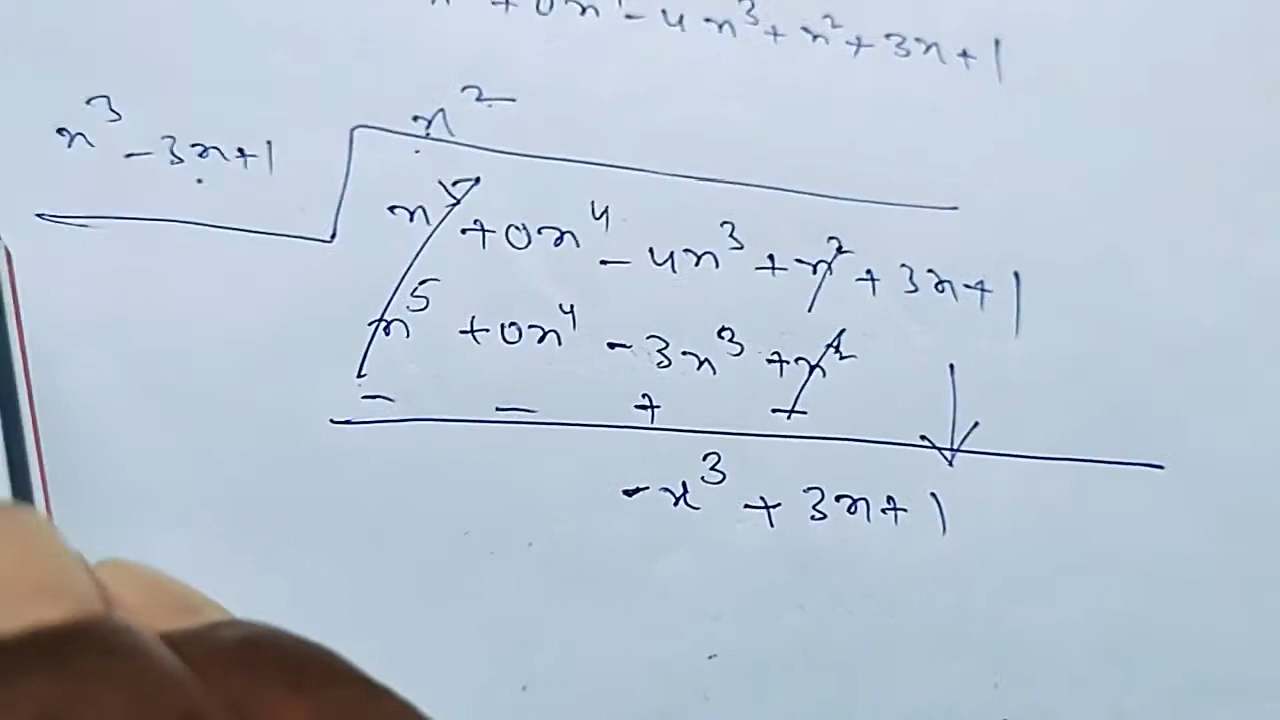 + 0x - 4x³ + x² + 3x + 1
x²
x³ - 3x + 1
x⁵ + 0x⁴ - 4x³ + x² + 3x + 1
x⁵ + 0x⁴ - 3x³ + x²
- - + -
-x³ + 3x + 1